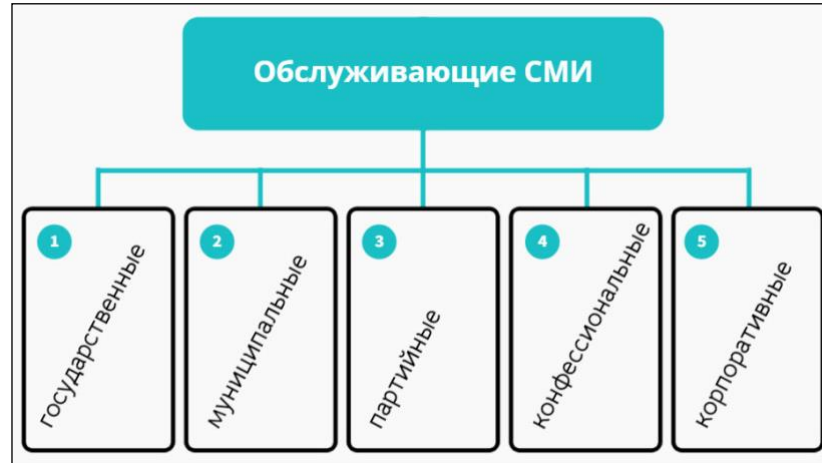 Обслуживающие СМИ
1
государственные
2
муниципальные
3
партийные
4
конфессиональные
5
корпоративные